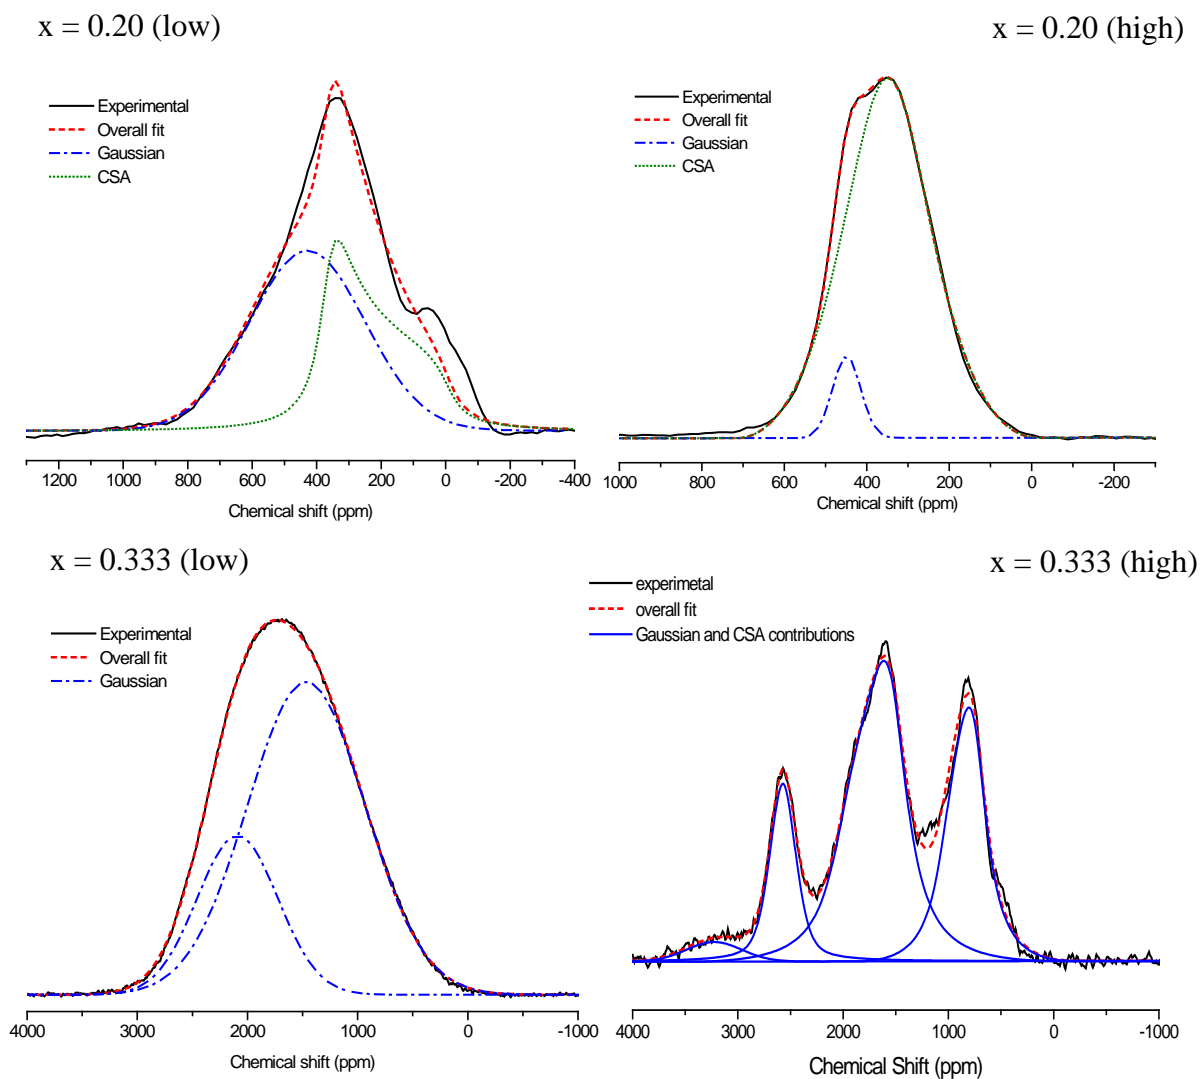 x = 0.20 (low)
x = 0.20 (high)
Experimental
Overall fit
Gaussian
CSA
Experimental
Overall fit
Gaussian
CSA
1200 1000 800 600 400 200 0 -200 -400
Chemical shift (ppm)
1000 800 600 400 200 0 -200
Chemical shift (ppm)
x = 0.333 (low)
x = 0.333 (high)
Experimental
Overall fit
Gaussian
experimetal
overall fit
Gaussian and CSA contributions
4000 3000 2000 1000 0 -1000
Chemical shift (ppm)
4000 3000 2000 1000 0 -1000
Chemical Shift (ppm)